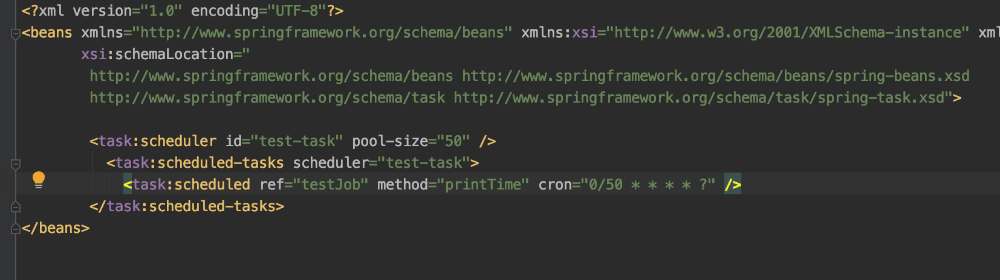 <?xml version="1.0" encoding="UTF-8"?>
<beans xmlns="http://www.springframework.org/schema/beans" xmlns:xsi="http://www.w3.org/2001/XMLSchema-instance" xml
xsi:schemaLocation="
http://www.springframework.org/schema/beans http://www.springframework.org/schema/beans/spring-beans.xsd
http://www.springframework.org/schema/task http://www.springframework.org/schema/task/spring-task.xsd">
<task:scheduler id="test-task" pool-size="50" />
<task:scheduled-tasks scheduler="test-task">
<task:scheduled ref="testJob" method="printTime" cron="0/50 * * * * ?" />
</task:scheduled-tasks>
</beans>